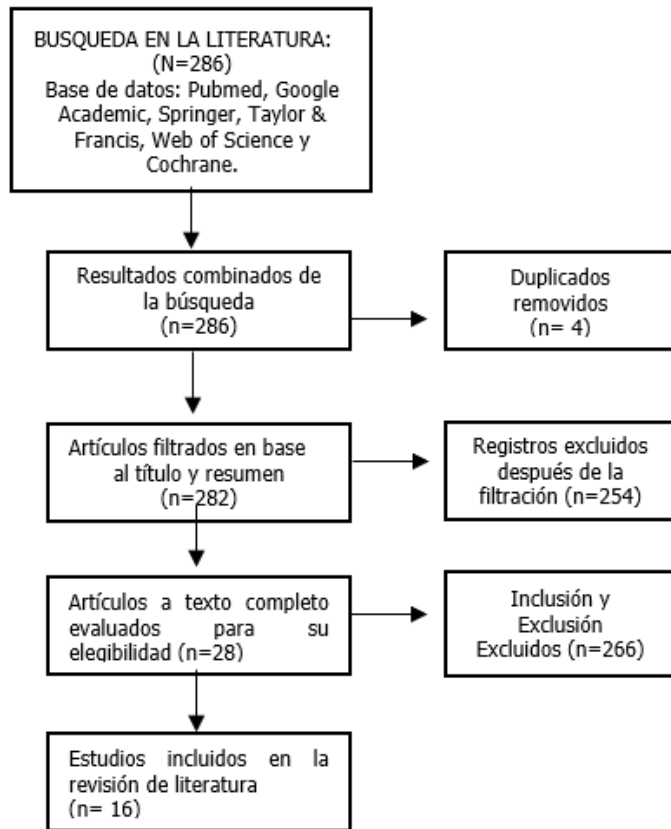 BUSQUEDA EN LA LITERATURA:
(N=286)
Base de datos: Pubmed, Google
Academic, Springer, Taylor &
Francis, Web of Science y
Cochrane.
Resultados combinados de
la búsqueda
(n=286)
Duplicados
removidos
(n= 4)
Artículos filtrados en base
al título y resumen
(n=282)
Registros excluidos
después de la
filtración (n=254)
Artículos a texto completo
evaluados para su
elegibilidad (n=28)
Inclusión y
Exclusión
Excluidos (n=266)
Estudios incluidos en la
revisión de literatura
(n= 16)